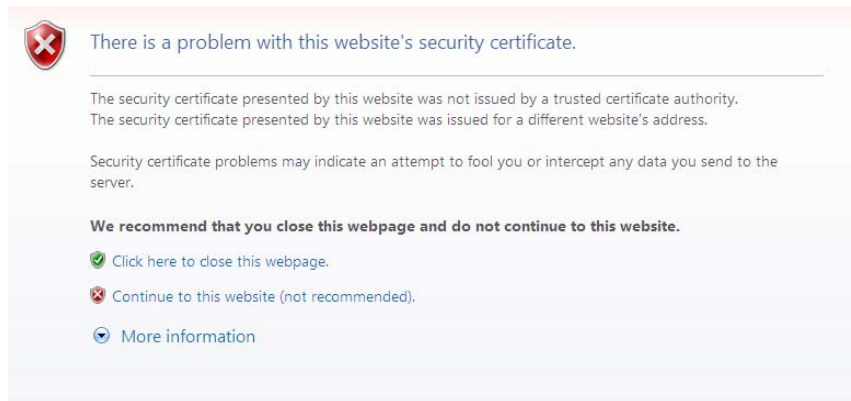 There is a problem with this website's security certificate.
The security certificate presented by this website was not issued by a trusted certificate authority.
The security certificate presented by this website was issued for a different website's address.
Security certificate problems may indicate an attempt to fool you or intercept any data you send to the
server.
We recommend that you close this webpage and do not continue to this website.
Click here to close this webpage.
Continue to this website (not recommended).
More information